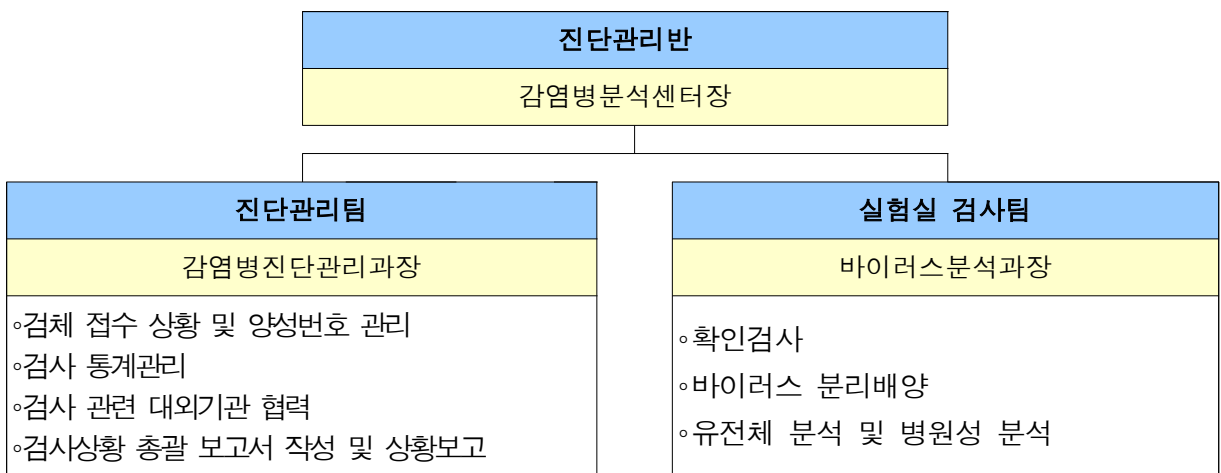 진단관리반
감염병분석센터장
진단관리팀
감염병진단관리과장
◦검체 접수 상황 및 양성번호 관리
◦검사 통계관리
◦검사 관련 대외기관 협력
◦검사상황 총괄 보고서 작성 및 상황보고
실험실 검사팀
바이러스분석과장
◦확인검사
◦바이러스 분리배양
◦유전체 분석 및 병원성 분석